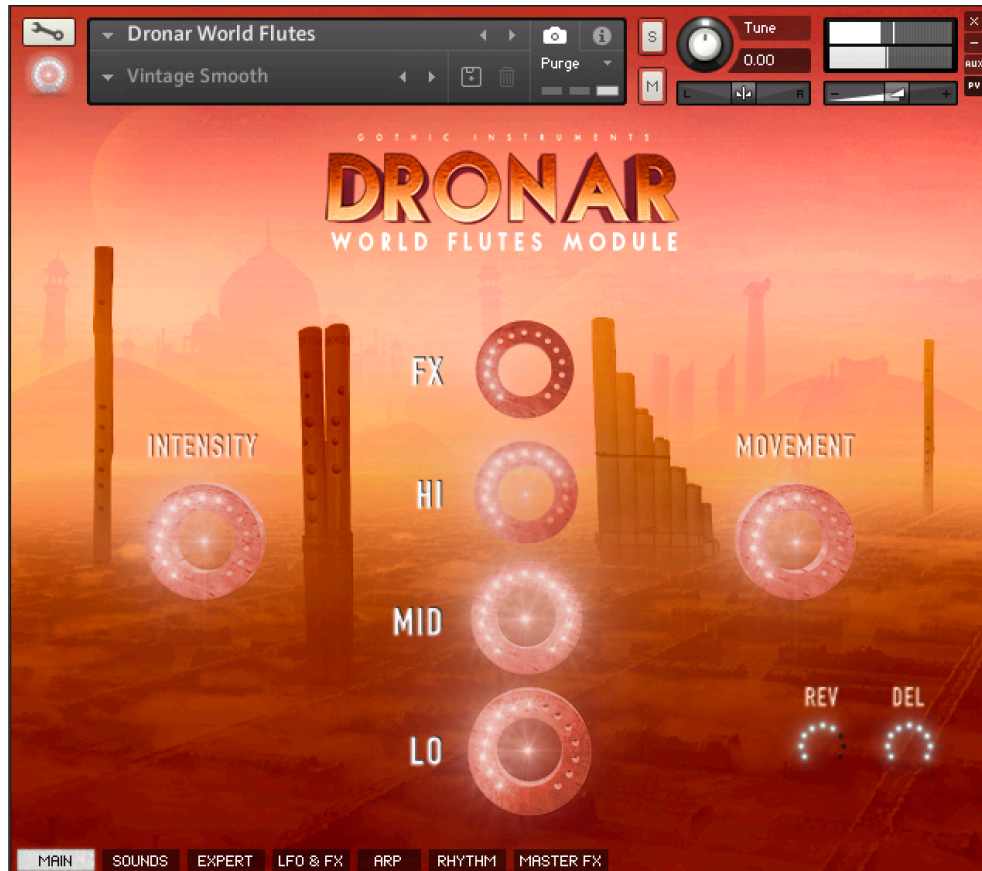 Dronar World Flutes
Vintage Smooth
Purge
S
M
Tune
0.00
L
R
-
+
x
-
AUX
PV
GOTHIC INSTRUMENTS
DRONAR
WORLD FLUTES MODULE
FX
INTENSITY
MOVEMENT
HI
MID
REV
DEL
LO
MAIN
SOUNDS
EXPERT
LFO & FX
ARP
RHYTHM
MASTER FX